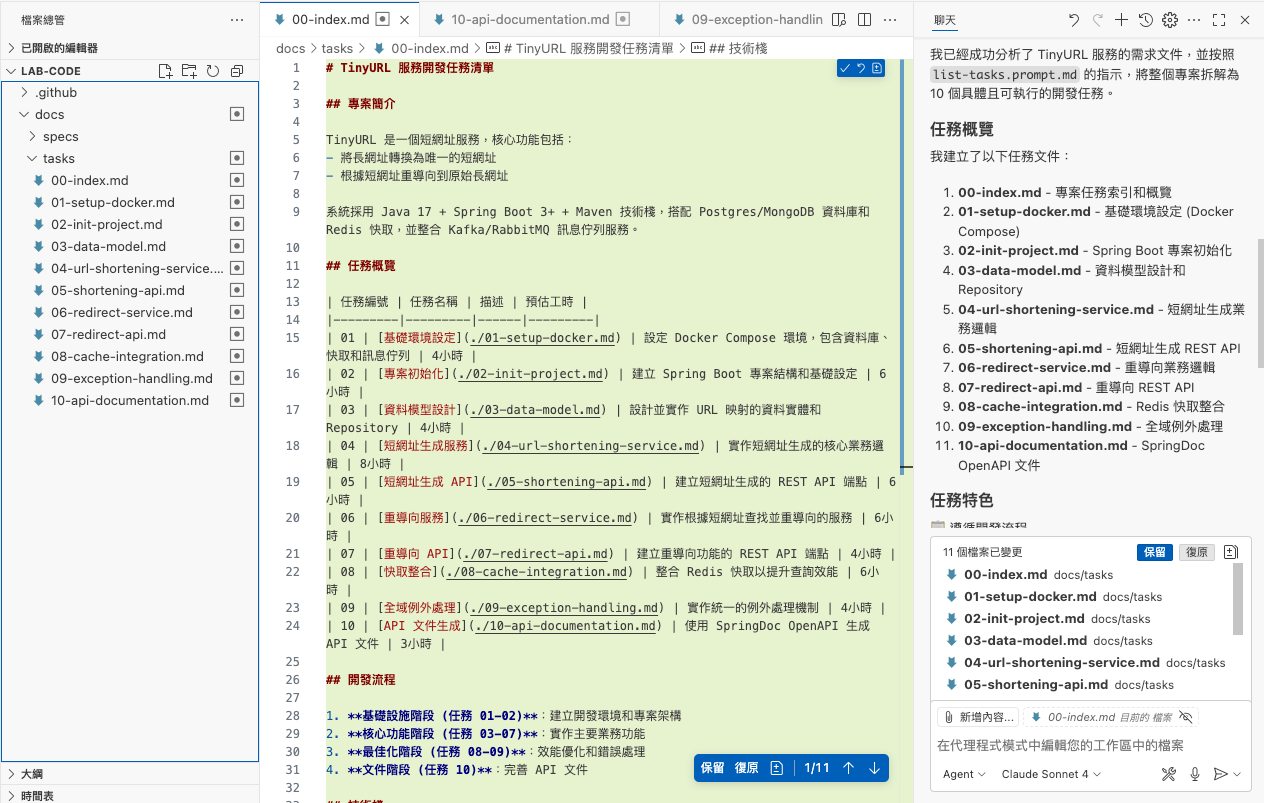 檔案總管
···
已開啟的編輯器
LAB-CODE
.github
docs
specs
tasks
00-index.md
01-setup-docker.md
02-init-project.md
03-data-model.md
04-url-shortening-service....
05-shortening-api.md
06-redirect-service.md
07-redirect-api.md
08-cache-integration.md
09-exception-handling.md
10-api-documentation.md
大綱
時間表
00-index.md
10-api-documentation.md
09-exception-handlin
docs > tasks > 00-index.md > # TinyURL 服務開發任務清單 > ## 技術棧
1 # TinyURL 服務開發任務清單
2
3 ## 專案簡介
4
5 TinyURL 是一個短網址服務，核心功能包括：
6 - 將長網址轉換為唯一的短網址
7 - 根據短網址重導向到原始長網址
8
9 系統採用 Java 17 + Spring Boot 3+ + Maven 技術棧，搭配 Postgres/MongoDB 資料庫和
Redis 快取，並整合 Kafka/RabbitMQ 訊息佇列服務。
10
11 ## 任務概覽
12
13 | 任務編號 | 任務名稱 | 描述 | 預估工時 |
14 |---------|---------|------|---------|
15 | 01 | [基礎環境設定](./01-setup-docker.md) | 設定 Docker Compose 環境，包含資料庫、
快取和訊息佇列 | 4小時 |
16 | 02 | [專案初始化](./02-init-project.md) | 建立 Spring Boot 專案結構和基礎設定 | 6
小時 |
17 | 03 | [資料模型設計](./03-data-model.md) | 設計並實作 URL 映射的資料實體和
Repository | 4小時 |
18 | 04 | [短網址生成服務](./04-url-shortening-service.md) | 實作短網址生成的核心業務邏
輯 | 8小時 |
19 | 05 | [短網址生成 API](./05-shortening-api.md) | 建立短網址生成的 REST API 端點 | 6
小時 |
20 | 06 | [重導向服務](./06-redirect-service.md) | 實作根據短網址查找並重導向的服務 | 6小
時 |
21 | 07 | [重導向 API](./07-redirect-api.md) | 建立重導向功能的 REST API 端點 | 4小時 |
22 | 08 | [快取整合](./08-cache-integration.md) | 整合 Redis 快取以提升查詢效能 | 6小
時 |
23 | 09 | [全域例外處理](./09-exception-handling.md) | 實作統一的例外處理機制 | 4小時 |
24 | 10 | [API 文件生成](./10-api-documentation.md) | 使用 SpringDoc OpenAPI 生成
API 文件 | 3小時 |
25
26 ## 開發流程
27
28 1. **基礎設施階段 (任務 01-02)**：建立開發環境和專案架構
29 2. **核心功能階段 (任務 03-07)**：實作主要業務功能
30 3. **最佳化階段 (任務 08-09)**：效能優化和錯誤處理
31 4. **文件階段 (任務 10)**：完善 API 文件
32
33 ## 技術棧
保留 復原 1/11
聊天
我已經成功分析了 TinyURL 服務的需求文件，並按照
list-tasks.prompt.md 的指示，將整個專案拆解為
10 個具體且可執行的開發任務。
任務概覽
我建立了以下任務文件：
1. 00-index.md - 專案任務索引和概覽
2. 01-setup-docker.md - 基礎環境設定 (Docker
Compose)
3. 02-init-project.md - Spring Boot 專案初始化
4. 03-data-model.md - 資料模型設計和
Repository
5. 04-url-shortening-service.md - 短網址生成業
務邏輯
6. 05-shortening-api.md - 短網址生成 REST API
7. 06-redirect-service.md - 重導向業務邏輯
8. 07-redirect-api.md - 重導向 REST API
9. 08-cache-integration.md - Redis 快取整合
10. 09-exception-handling.md - 全域例外處理
11. 10-api-documentation.md - SpringDoc
OpenAPI 文件
任務特色
遵循開發流程
11 個檔案已變更 保留 復原
00-index.md docs/tasks
01-setup-docker.md docs/tasks
02-init-project.md docs/tasks
03-data-model.md docs/tasks
04-url-shortening-service.md docs/tasks
05-shortening-api.md docs/tasks
新增內容... 00-index.md 目前的 檔案
在代理程式模式中編輯您的工作區中的檔案
Agent Claude Sonnet 4